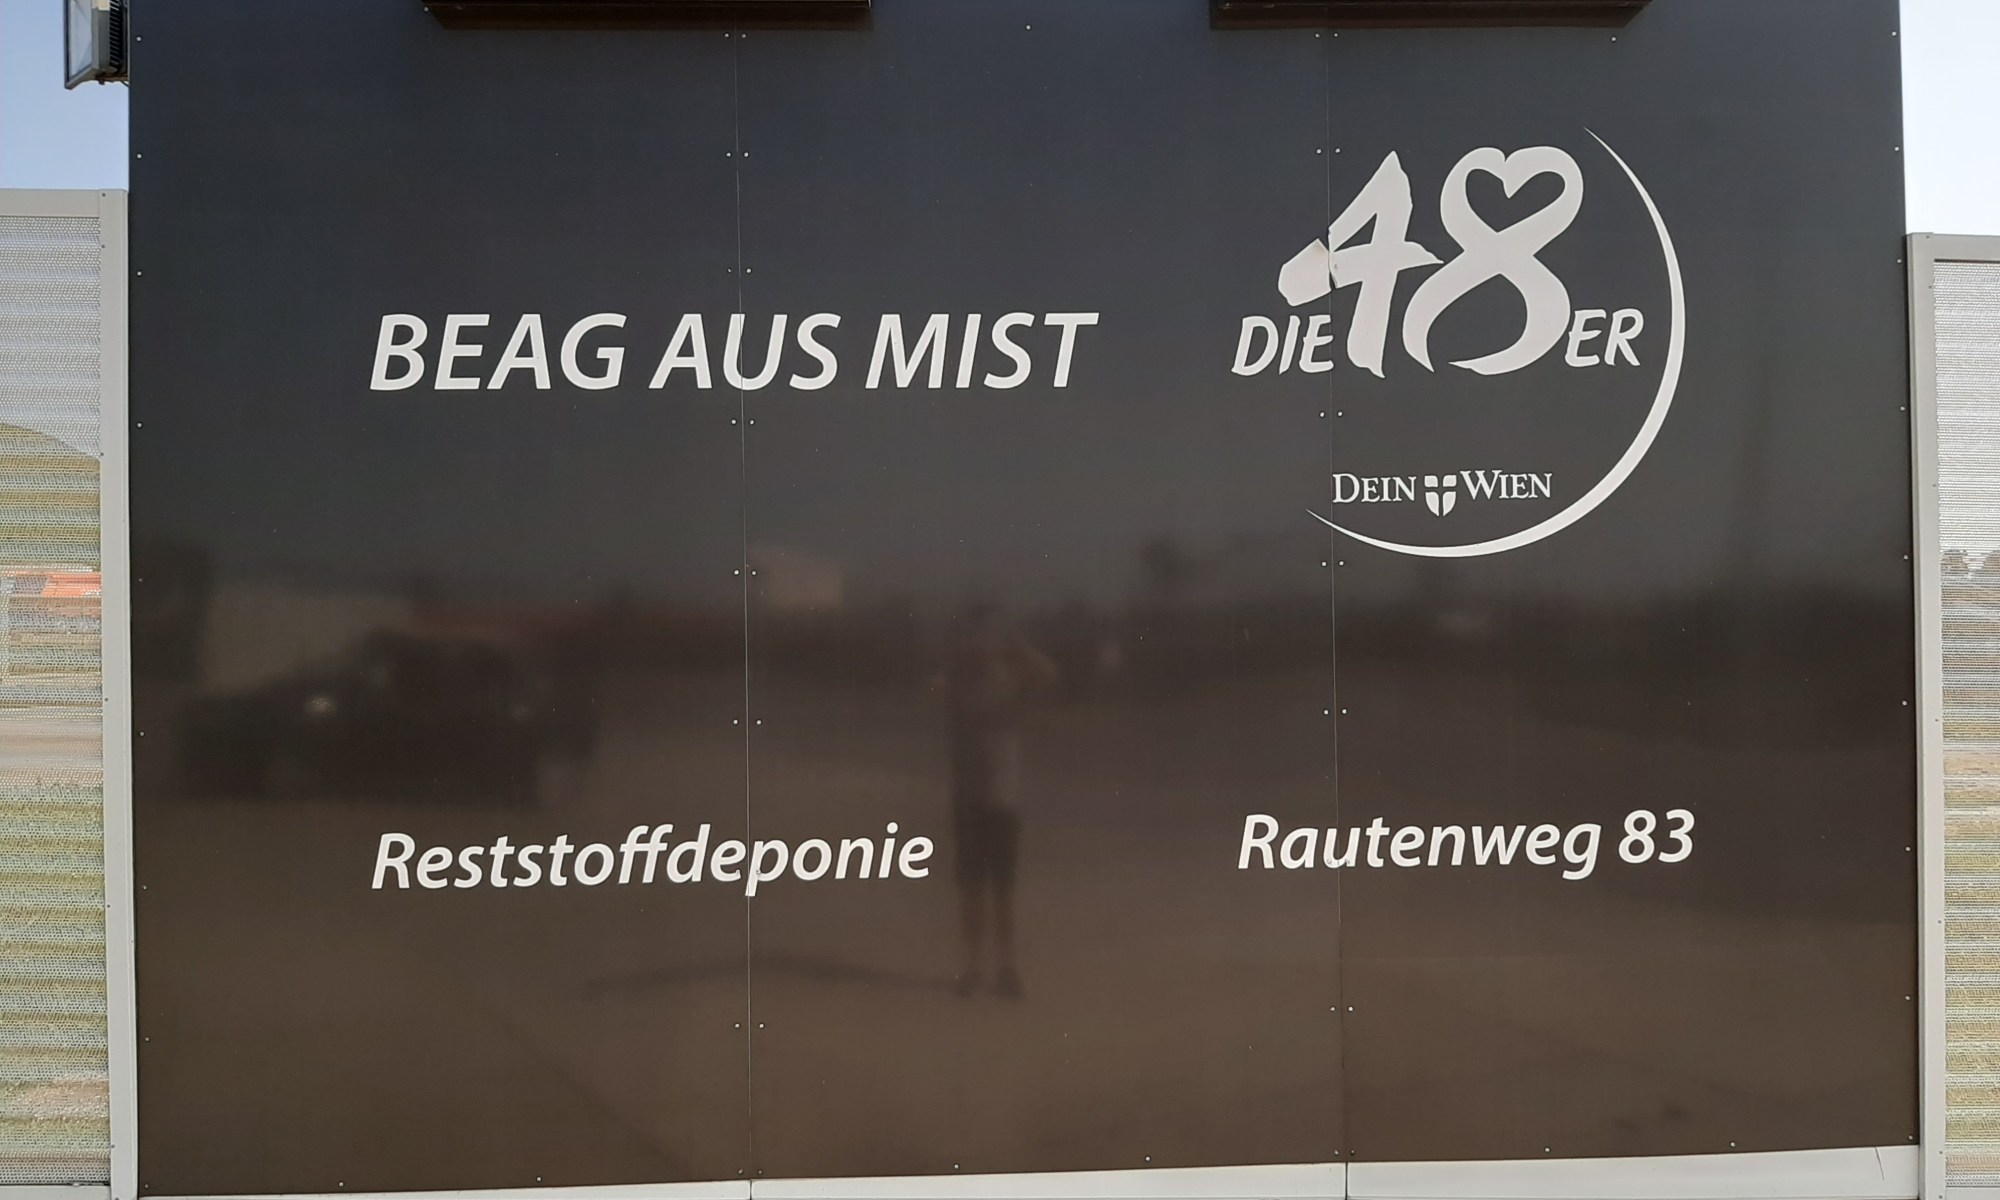 BEAG AUS MIST
DIE 48ER
DEIN WIEN
Reststoffdeponie
Rautenweg 83